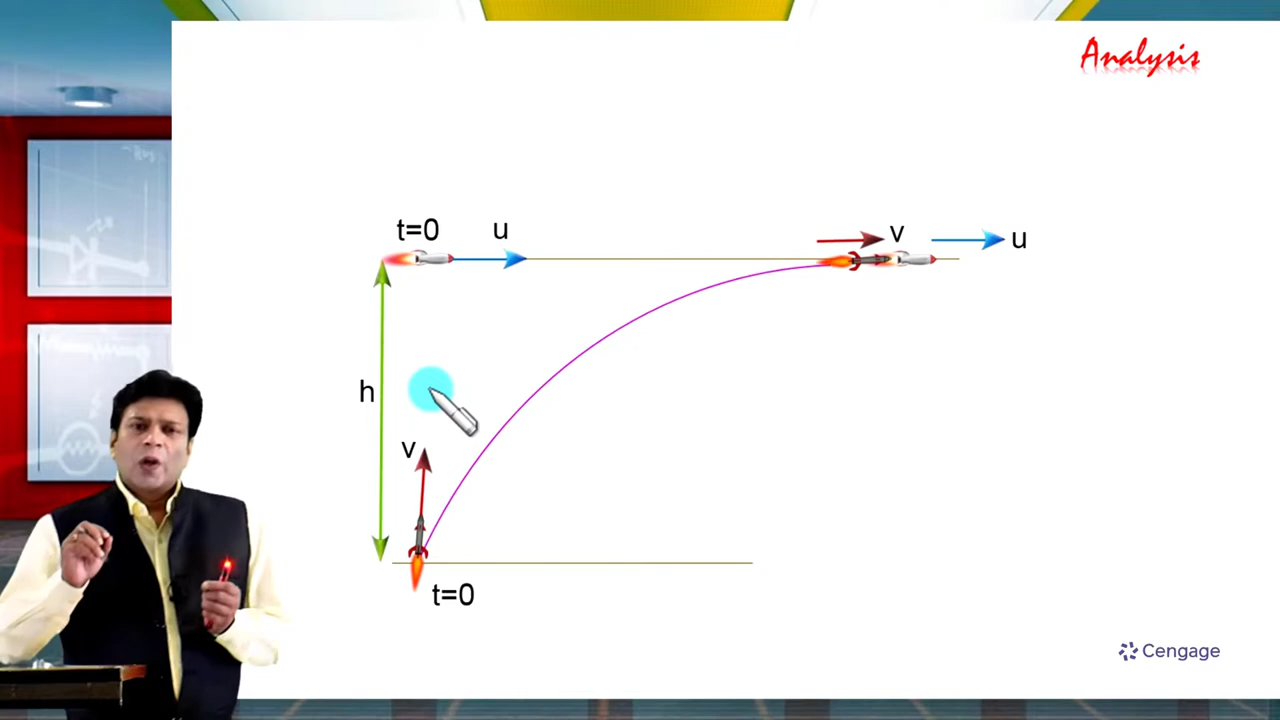 Analysis
t=0 u
v u
h
v
t=0
Cengage